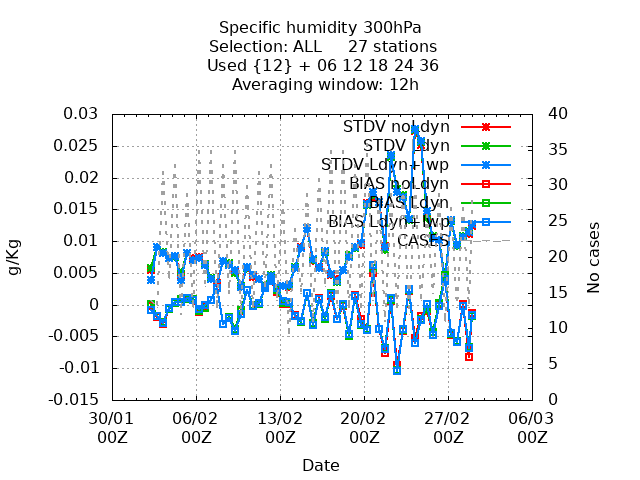 Specific humidity 300hPa
Selection: ALL 27 stations
Used {12} + 06 12 18 24 36
Averaging window: 12h
0.03
0.025
0.02
0.015
0.01
0.005
0
-0.005
-0.01
-0.015
g/Kg
40
35
30
25
20
15
10
5
0
No cases
STDV noLdyn
STDV Ldyn
STDV Ldyn+lwp
BIAS noLdyn
BIAS Ldyn
BIAS Ldyn+lwp
CASES
30/01 06/02 13/02 20/02 27/02 06/03
00Z 00Z 00Z 00Z 00Z 00Z
Date